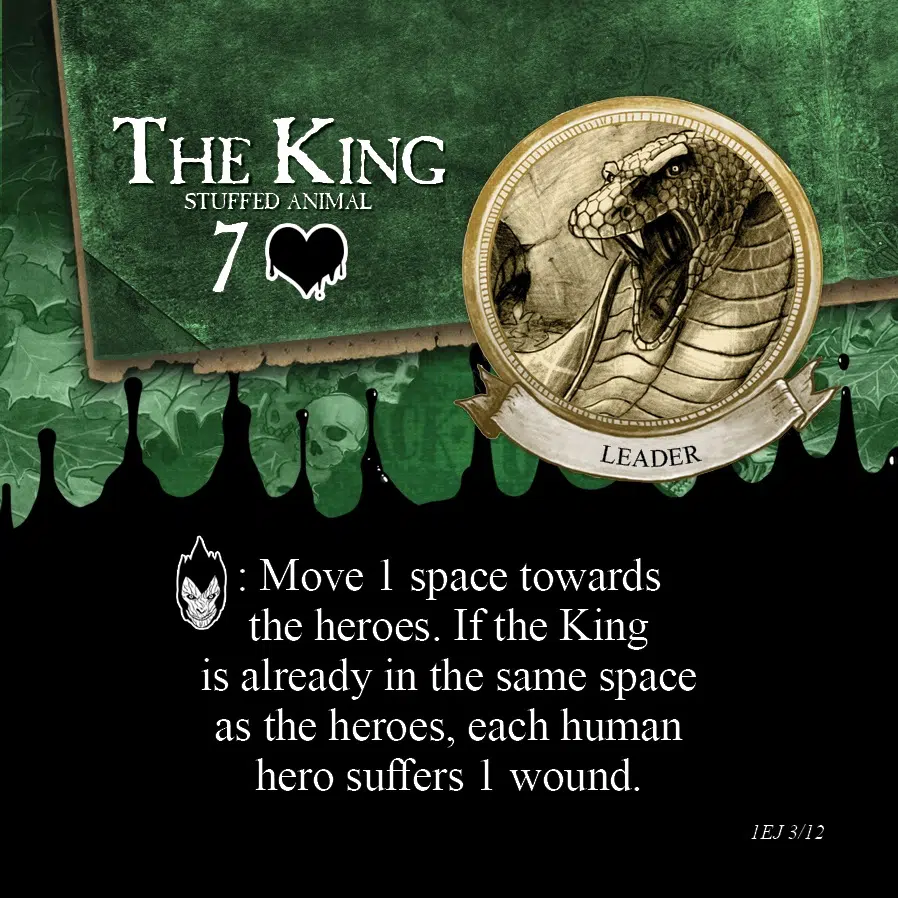 THE KING
STUFFED ANIMAL
7
LEADER
: Move 1 space towards
the heroes. If the King
is already in the same space
as the heroes, each human
hero suffers 1 wound.
1EJ 3/12